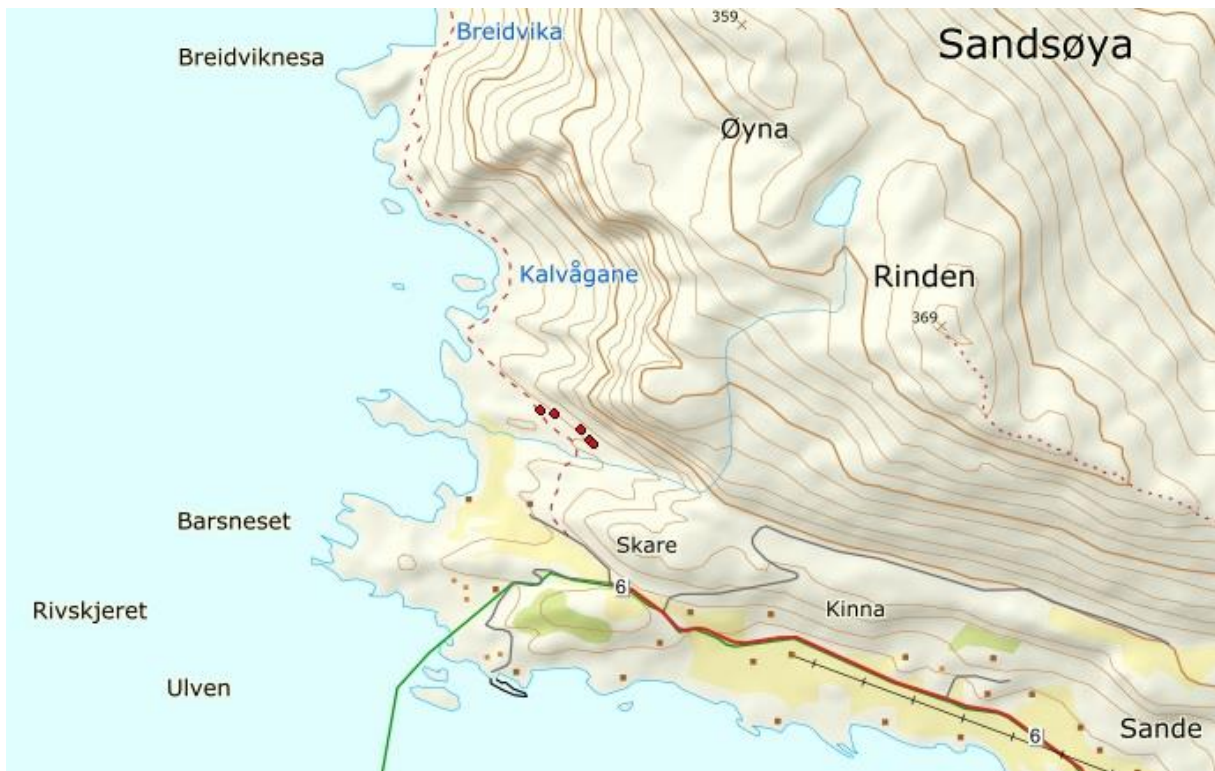 359
Breidvika
Sandsøya
Breidviknesa
Øyna
Kalvågane
Rinden
369
Barsneset
Skare
6
Rivskjeret
Kinna
Ulven
Sande
6